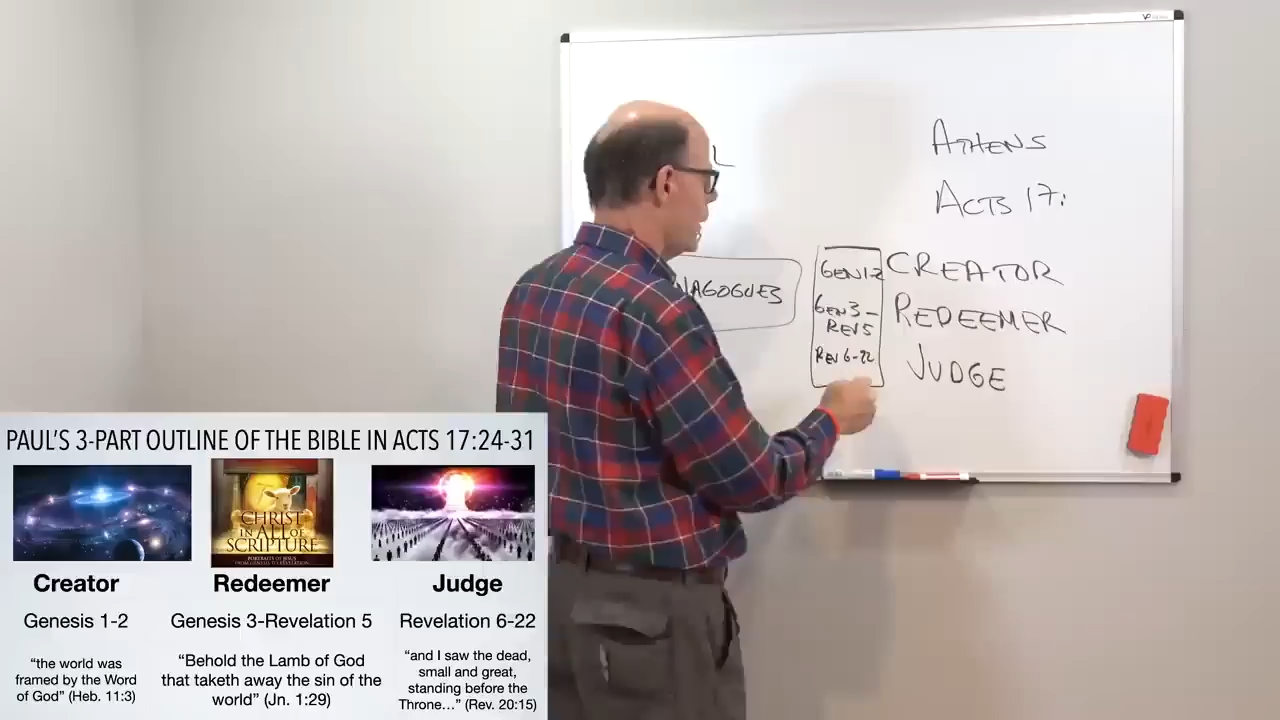 ATHENS
ACTS 17:
GEN 1-2 CREATOR
GEN 3-
REV 5
REDEEMER
REV 6-22 JUDGE
PAUL'S 3-PART OUTLINE OF THE BIBLE IN ACTS 17:24-31
CHRIST
IN ALL OF
SCRIPTURE
Creator
Genesis 1-2
“the world was
framed by the Word
of God” (Heb. 11:3)
Redeemer
Genesis 3-Revelation 5
“Behold the Lamb of God
that taketh away the sin of the
world” (Jn. 1:29)
Judge
Revelation 6-22
“and I saw the dead,
small and great,
standing before the
Throne…” (Rev. 20:15)